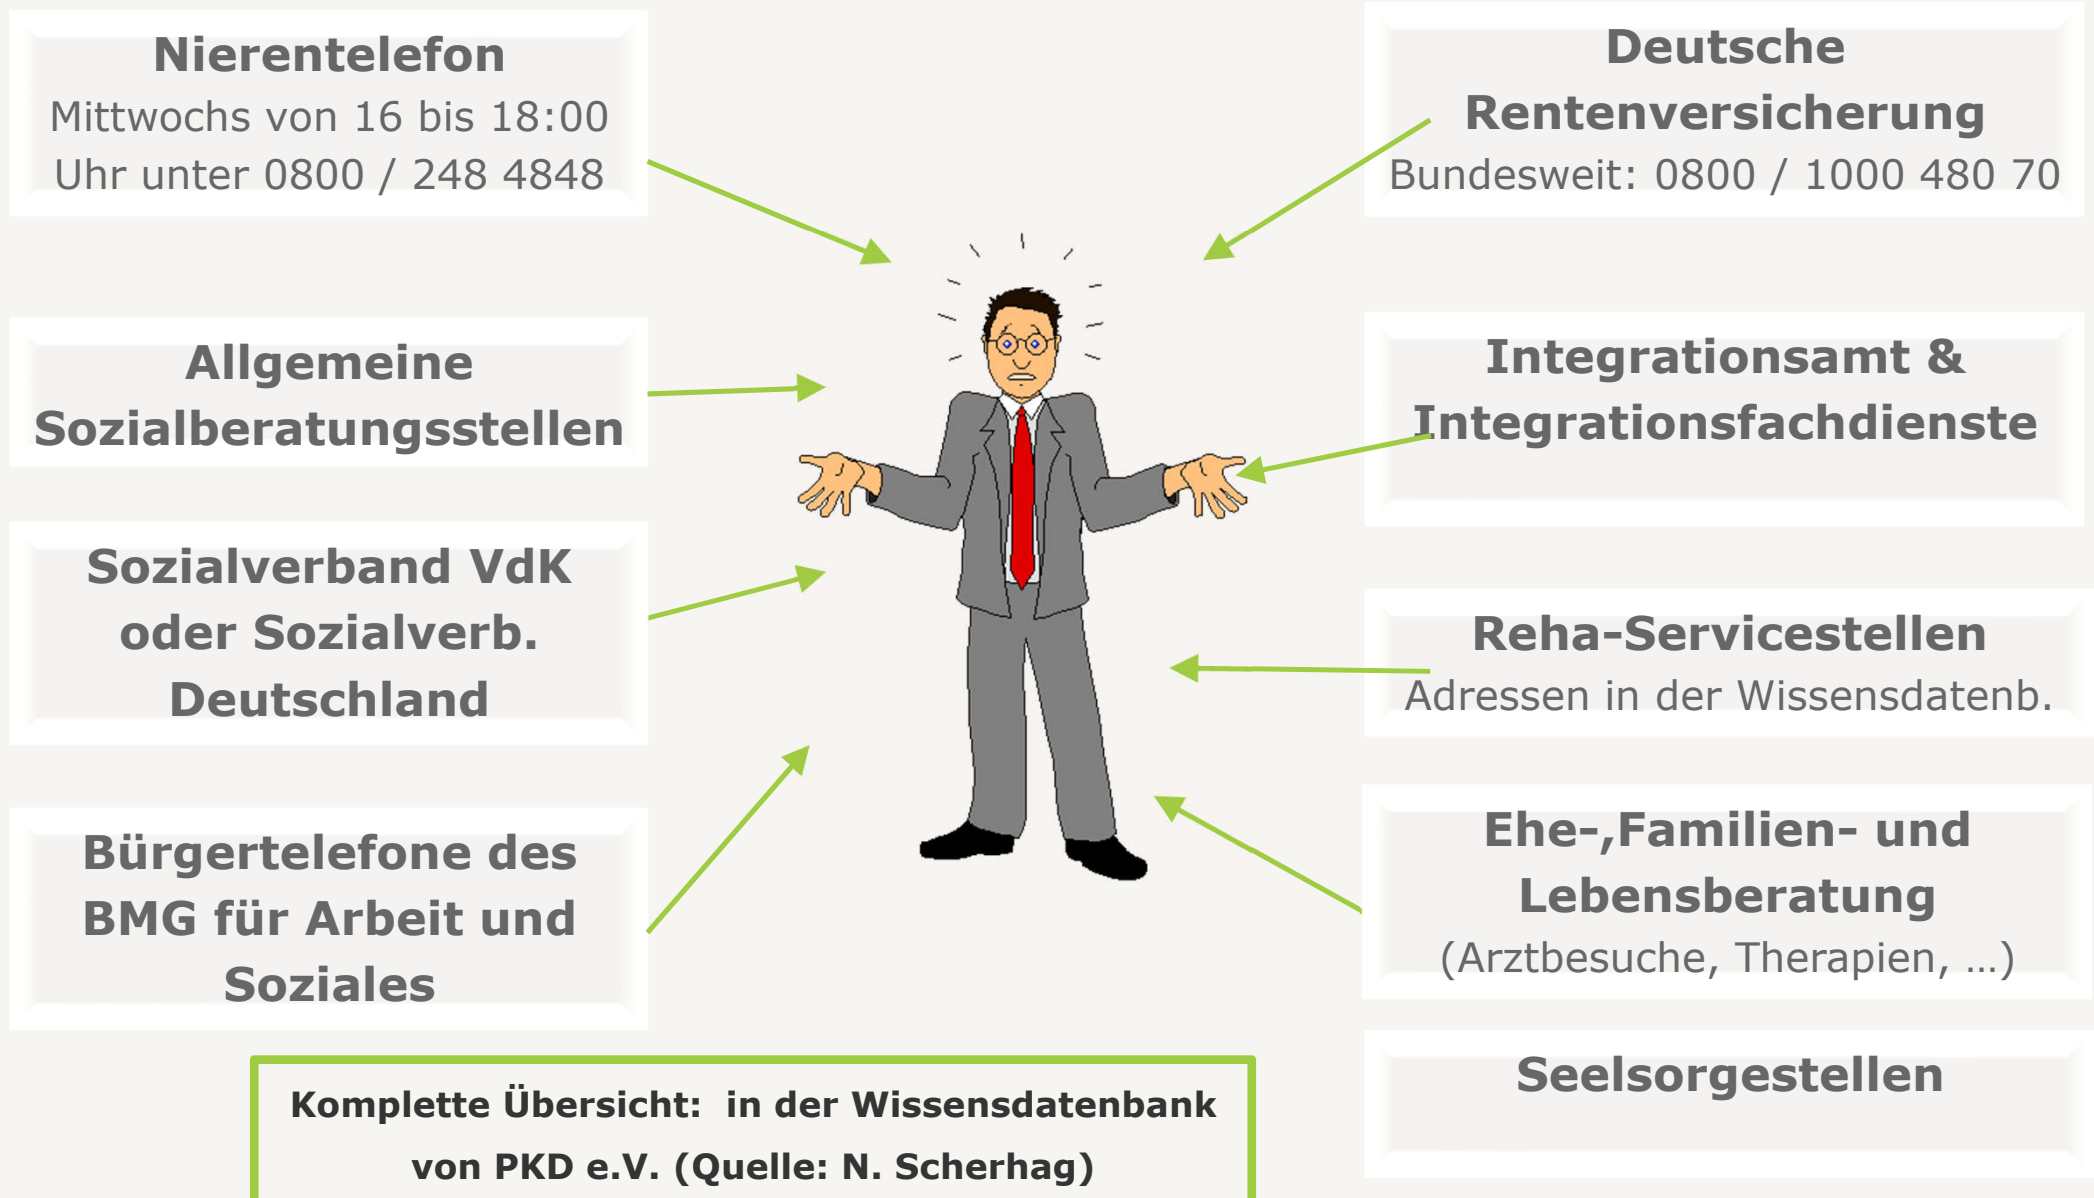 Nierentelefon
Mittwochs von 16 bis 18:00
Uhr unter 0800 / 248 4848
Allgemeine
Sozialberatungsstellen
Sozialverband VdK
oder Sozialverb.
Deutschland
Bürgertelefone des
BMG für Arbeit und
Soziales
Deutsche
Rentenversicherung
Bundesweit: 0800 / 1000 480 70
Integrationsamt &
Integrationsfachdienste
Reha-Servicestellen
Adressen in der Wissensdatenb.
Ehe-,Familien- und
Lebensberatung
(Arztbesuche, Therapien, …)
Seelsorgestellen
Komplette Übersicht: in der Wissensdatenbank
von PKD e.V. (Quelle: N. Scherhag)